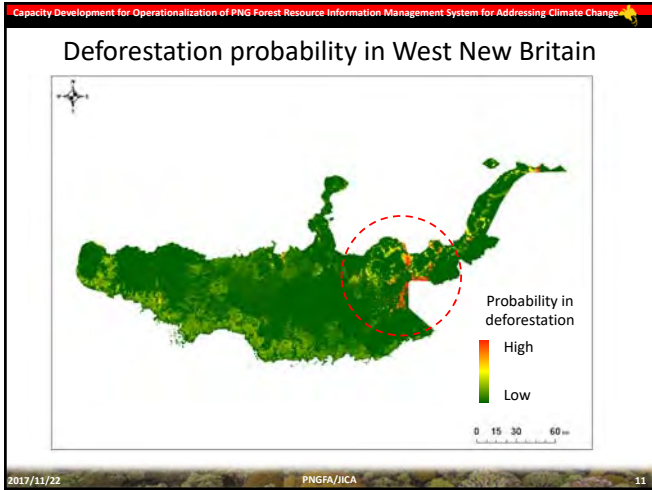 Capacity Development for Operationalization of PNG Forest Resource Information Management System for Addressing Climate Change
Deforestation probability in West New Britain
Probability in
deforestation
High
Low
0 15 30 60
2017/11/22 PNGFA/JICA 11